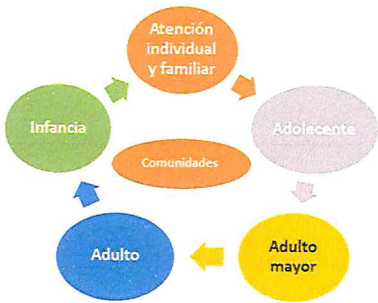 Atención
individual
y familiar
Infancia
Adolecente
Comunidades
Adulto
Adulto
mayor